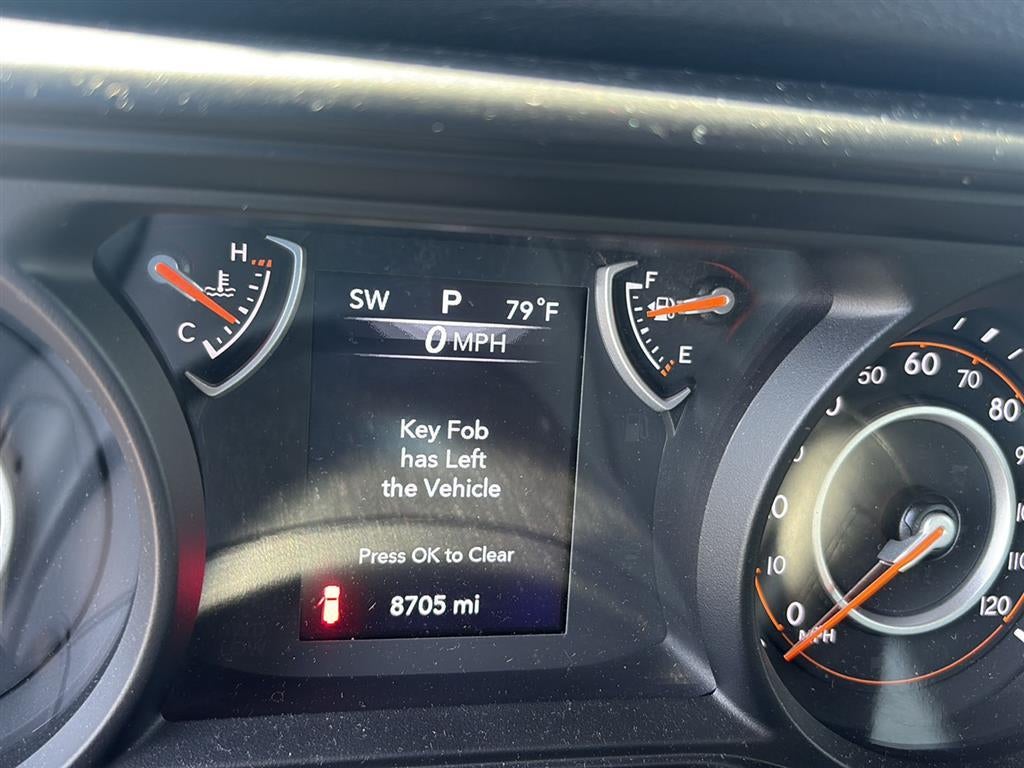 H
C
SW P 79°F
0 MPH
F
E
Key Fob
has Left
the Vehicle
Press OK to Clear
8705 mi
50 60 70 80
10
0
MPH
110
120